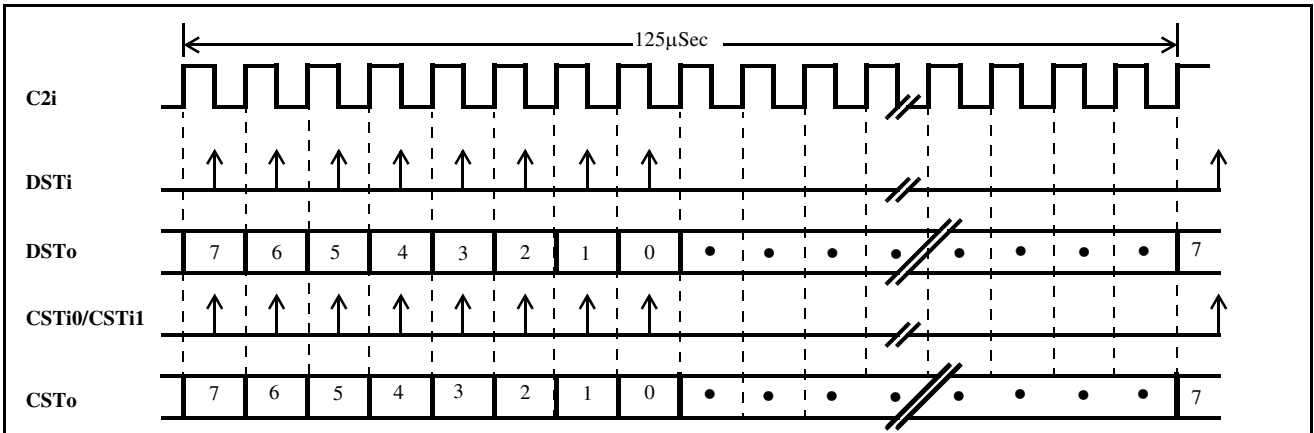 125µSec
C2i
DSTi
DSTo 7 6 5 4 3 2 1 0 • • • • • • • • 7
CSTi0/CSTi1
CSTo 7 6 5 4 3 2 1 0 • • • • • • • • 7